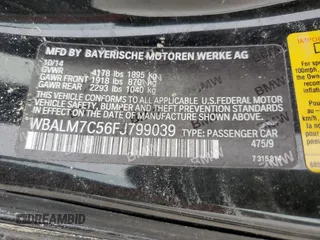 MFD BY BAYERISCHE MOTOREN WERKE AG
10/14
GVWR 4178 lbs 1895 KG
GAWR FRONT 1918 lbs 870 KG
GAWR REAR 2293 lbs 1040 KG
THIS VEHICLE CONFORMS TO ALL APPLICABLE U.S. FEDERAL MOTOR
VEHICLE SAFETY, BUMPER, AND THEFT PREVENTION STANDARDS
IN EFFECT ON THE DATE OF MANUFACTURE SHOWN ABOVE.
WBALM7C56FJ799039 TYPE: PASSENGER CAR
475/9
BMW
DREAMBID